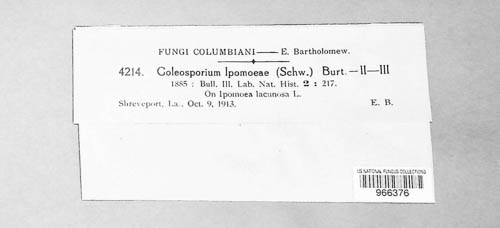 FUNGI COLUMBIANI—E. Bartholomew.
4214. Coleosporium Ipomoeae (Schw.) Burt.—II—III
1885 : Bull. Ill. Lab. Nat. Hist. 2 : 217.
On Ipomoea lacunosa L.
Shreveport, La., Oct. 9, 1913. E. B.
US NATIONAL FUNGUS COLLECTIONS
966376